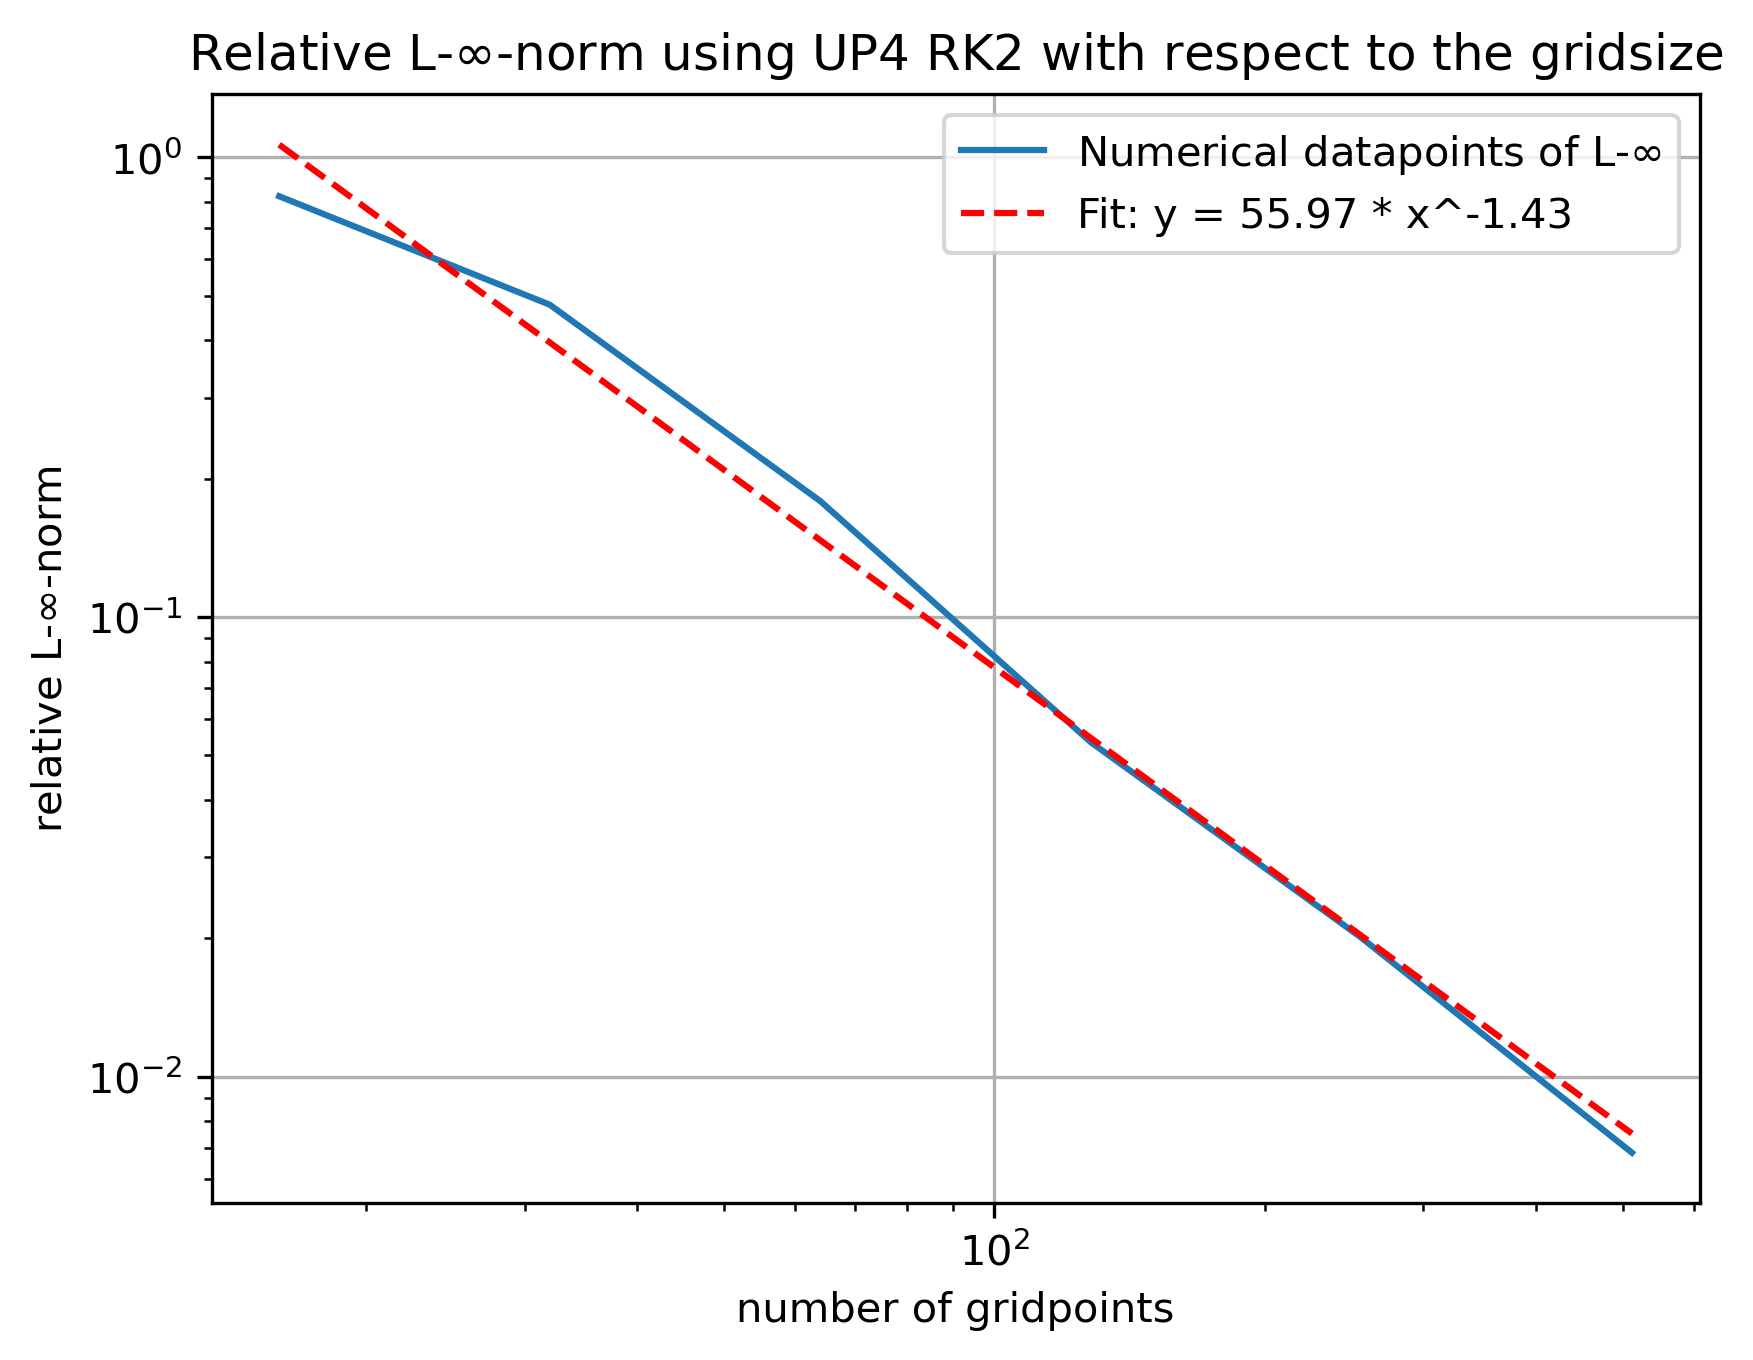 Relative L-∞-norm using UP4 RK2 with respect to the gridsize
Numerical datapoints of L-∞
Fit: y = 55.97 * x^-1.43
10⁰
10⁻¹
10⁻²
relative L-∞-norm
10²
number of gridpoints